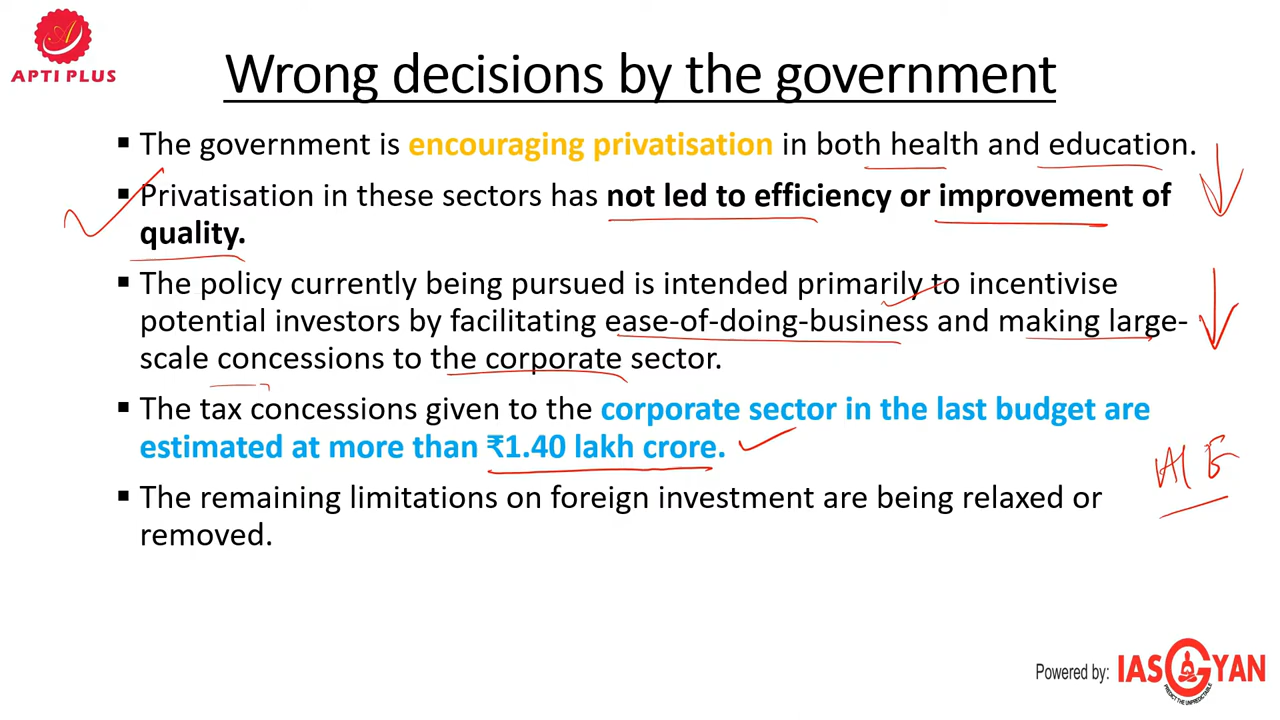 APTI PLUS
Wrong decisions by the government
▪ The government is encouraging privatisation in both health and education.
▪ Privatisation in these sectors has not led to efficiency or improvement of
quality.
▪ The policy currently being pursued is intended primarily to incentivise
potential investors by facilitating ease-of-doing-business and making large-
scale concessions to the corporate sector.
▪ The tax concessions given to the corporate sector in the last budget are
estimated at more than ₹1.40 lakh crore.
▪ The remaining limitations on foreign investment are being relaxed or
removed.
Powered by: IASGYAN
PREDICT THE UNPREDICTABLE